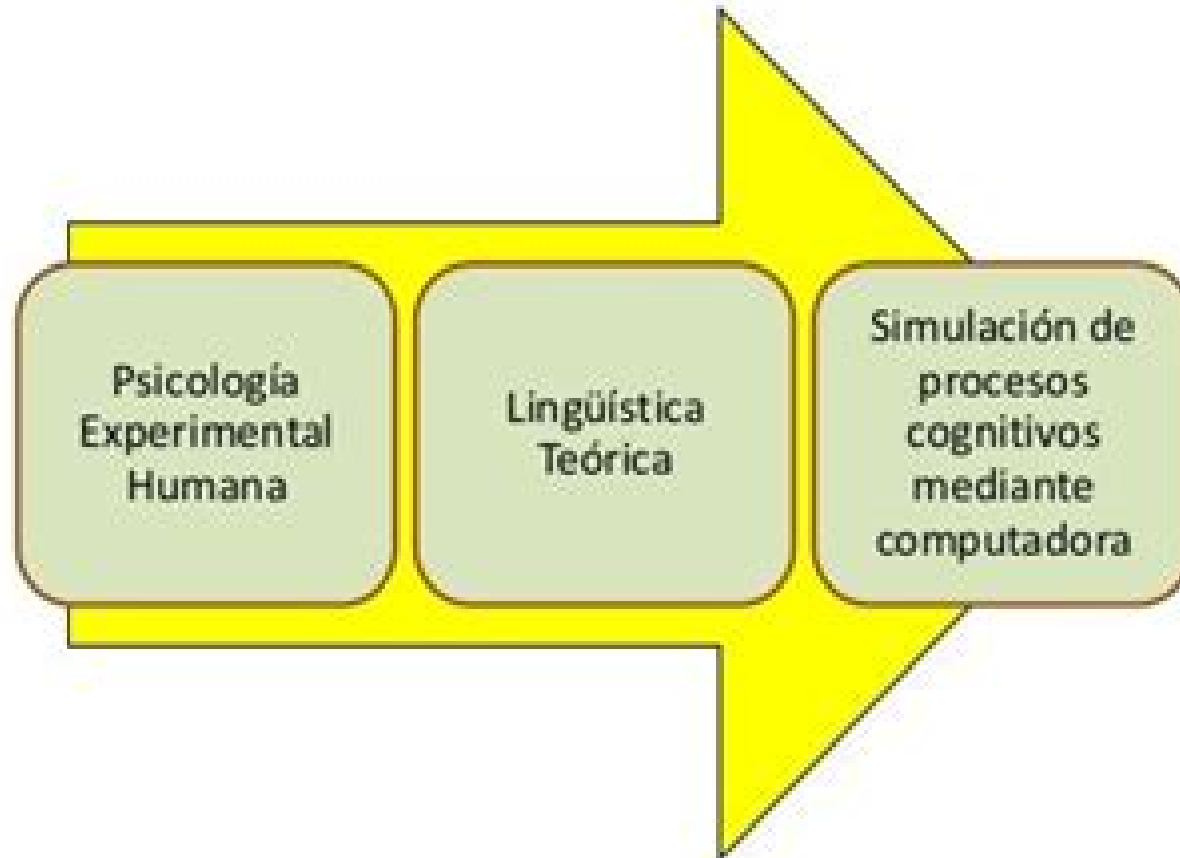 Psicología
Experimental
Humana
Lingüística
Teórica
Simulación de
procesos
cognitivos
mediante
computadora